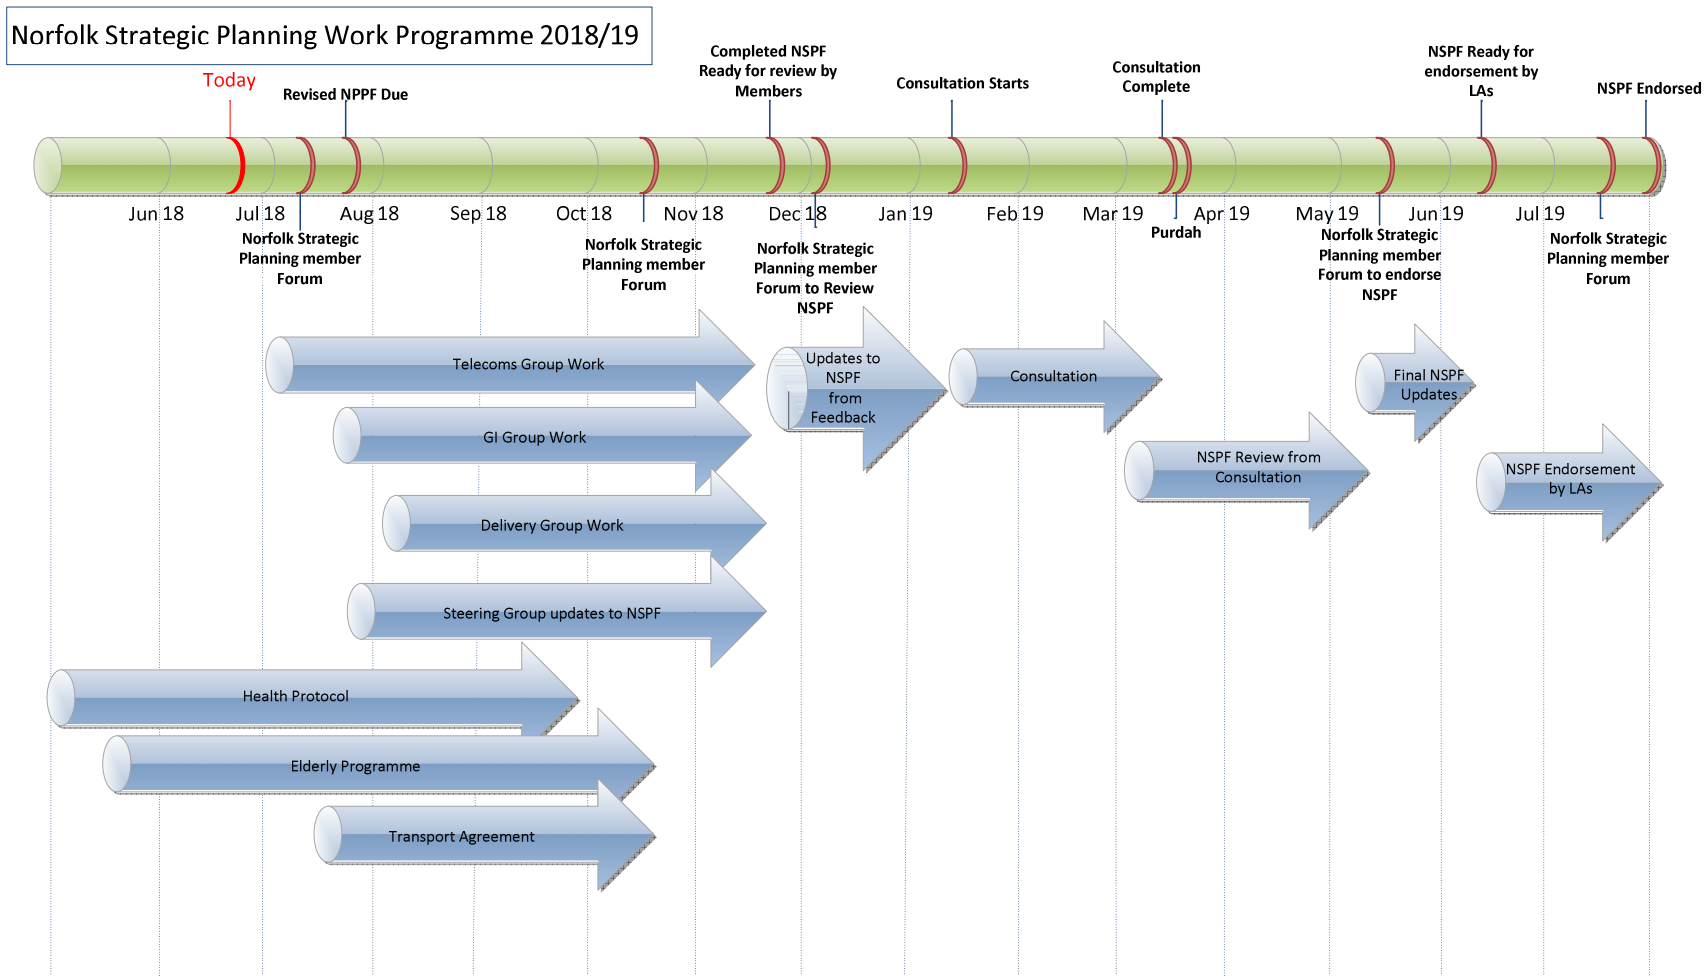 Norfolk Strategic Planning Work Programme 2018/19
Today
Revised NPPF Due
Completed NSPF
Ready for review by
Members
Consultation Starts
Consultation
Complete
NSPF Ready for
endorsement by
LAs
NSPF Endorsed
Jun 18
Jul 18
Aug 18
Sep 18
Oct 18
Nov 18
Dec 18
Jan 19
Feb 19
Mar 19
Apr 19
May 19
Jun 19
Jul 19
Norfolk Strategic
Planning member
Forum
Norfolk Strategic
Planning member
Forum
Norfolk Strategic
Planning member
Forum to Review
NSPF
Purdah
Norfolk Strategic
Planning member
Forum to endorse
NSPF
Norfolk Strategic
Planning member
Forum
Telecoms Group Work
Updates to
NSPF
from
Feedback
Consultation
Final NSPF
Updates
GI Group Work
NSPF Review from
Consultation
NSPF Endorsement
by LAs
Delivery Group Work
Steering Group updates to NSPF
Health Protocol
Elderly Programme
Transport Agreement